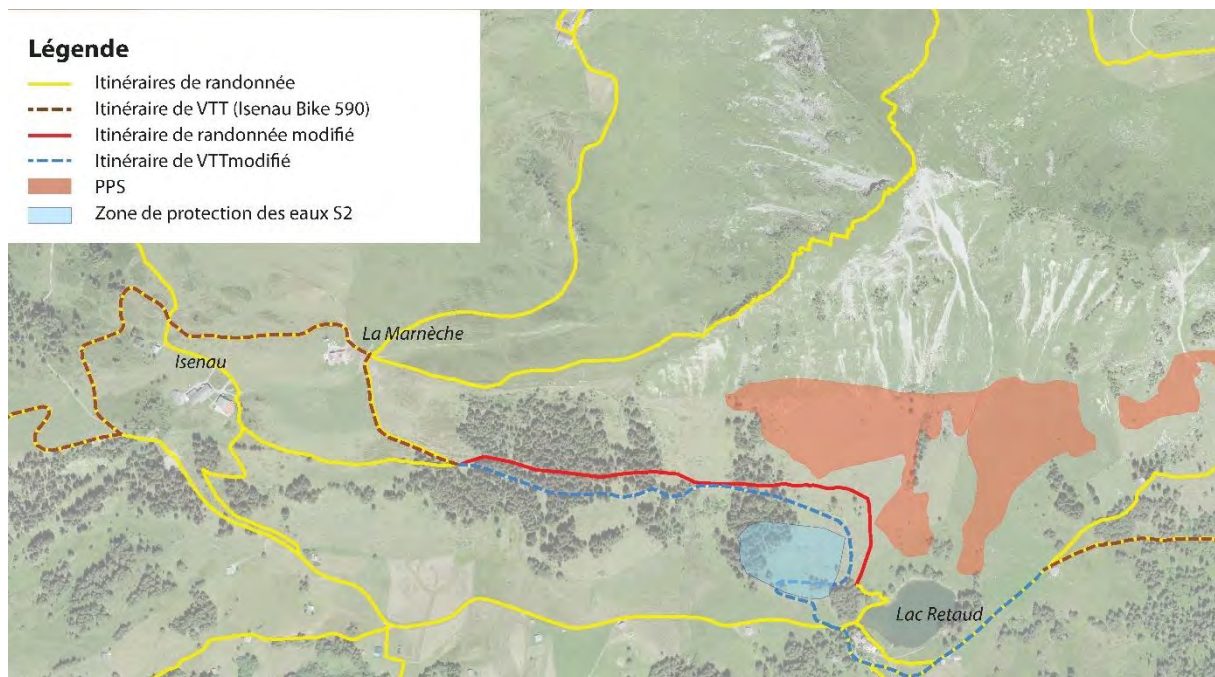 Légende
Itinéraires de randonnée
Itinéraire de VTT (Isenau Bike 590)
Itinéraire de randonnée modifié
Itinéraire de VTTmodifié
PPS
Zone de protection des eaux S2
La Marnèche
Isenau
Lac Retaud